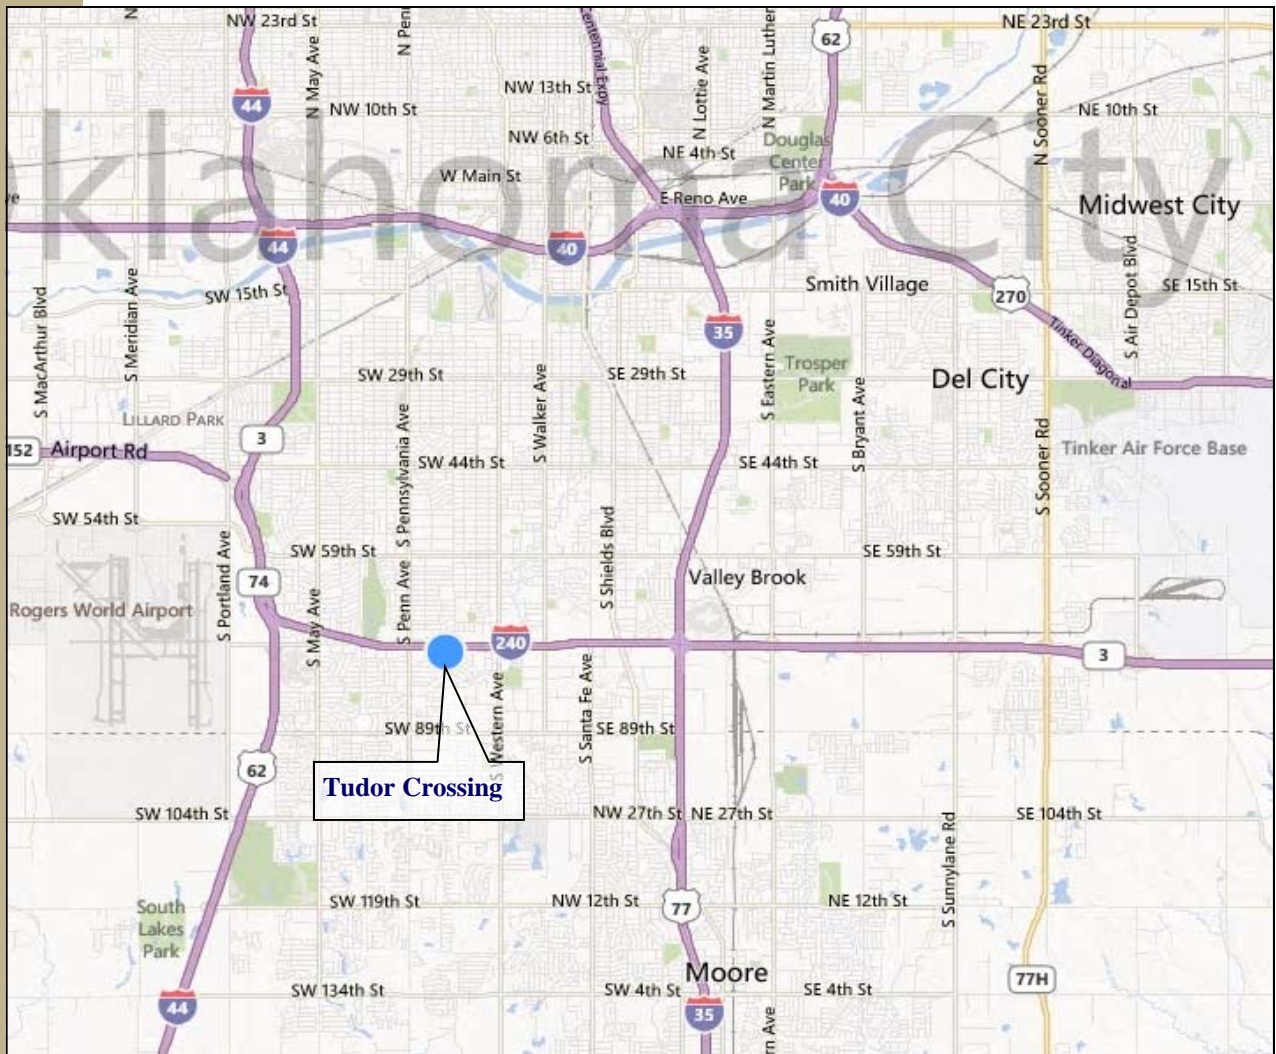 NW 23rd St
NE 23rd St
62
N May Ave
N Penn
Centennial Expy
N Lottie Ave
N Martin Luther
44
NW 13th St
NW 10th St
NE 10th St
N Sooner Rd
NW 6th St
NE 4th St
Douglas
Center
Park
klahoma City
W Main St
E Reno Ave
40
Midwest City
44
40
S Air Depot Blvd
SE 15th St
Smith Village
270
S MacArthur Blvd
S Meridian Ave
SW 15th St
35
S Eastern Ave
Tinker Diagonal
Trosper
Park
SW 29th St
SE 29th St
Del City
S Walker Ave
S Bryant Ave
LILLARD PARK
3
S Pennsylvania Ave
S Sooner Rd
152
Airport Rd
SW 44th St
SE 44th St
Tinker Air Force Base
SW 54th St
S Portland Ave
SW 59th St
S Shields Blvd
SE 59th St
74
S Penn Ave
Valley Brook
Rogers World Airport
S May Ave
240
3
S Western Ave
S Santa Fe Ave
SW 89th St
SE 89th St
62
Tudor Crossing
SW 104th St
NW 27th St
NE 27th St
SE 104th St
S Sunnylane Rd
SW 119th St
NW 12th St
77
NE 12th St
South
Lakes
Park
Moore
77H
SW 134th St
SW 4th St
SE 4th St
44
35